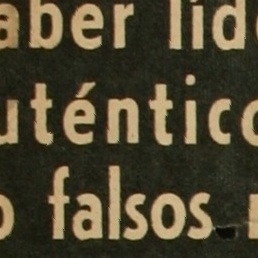 aber lid
uténtico
o falsos